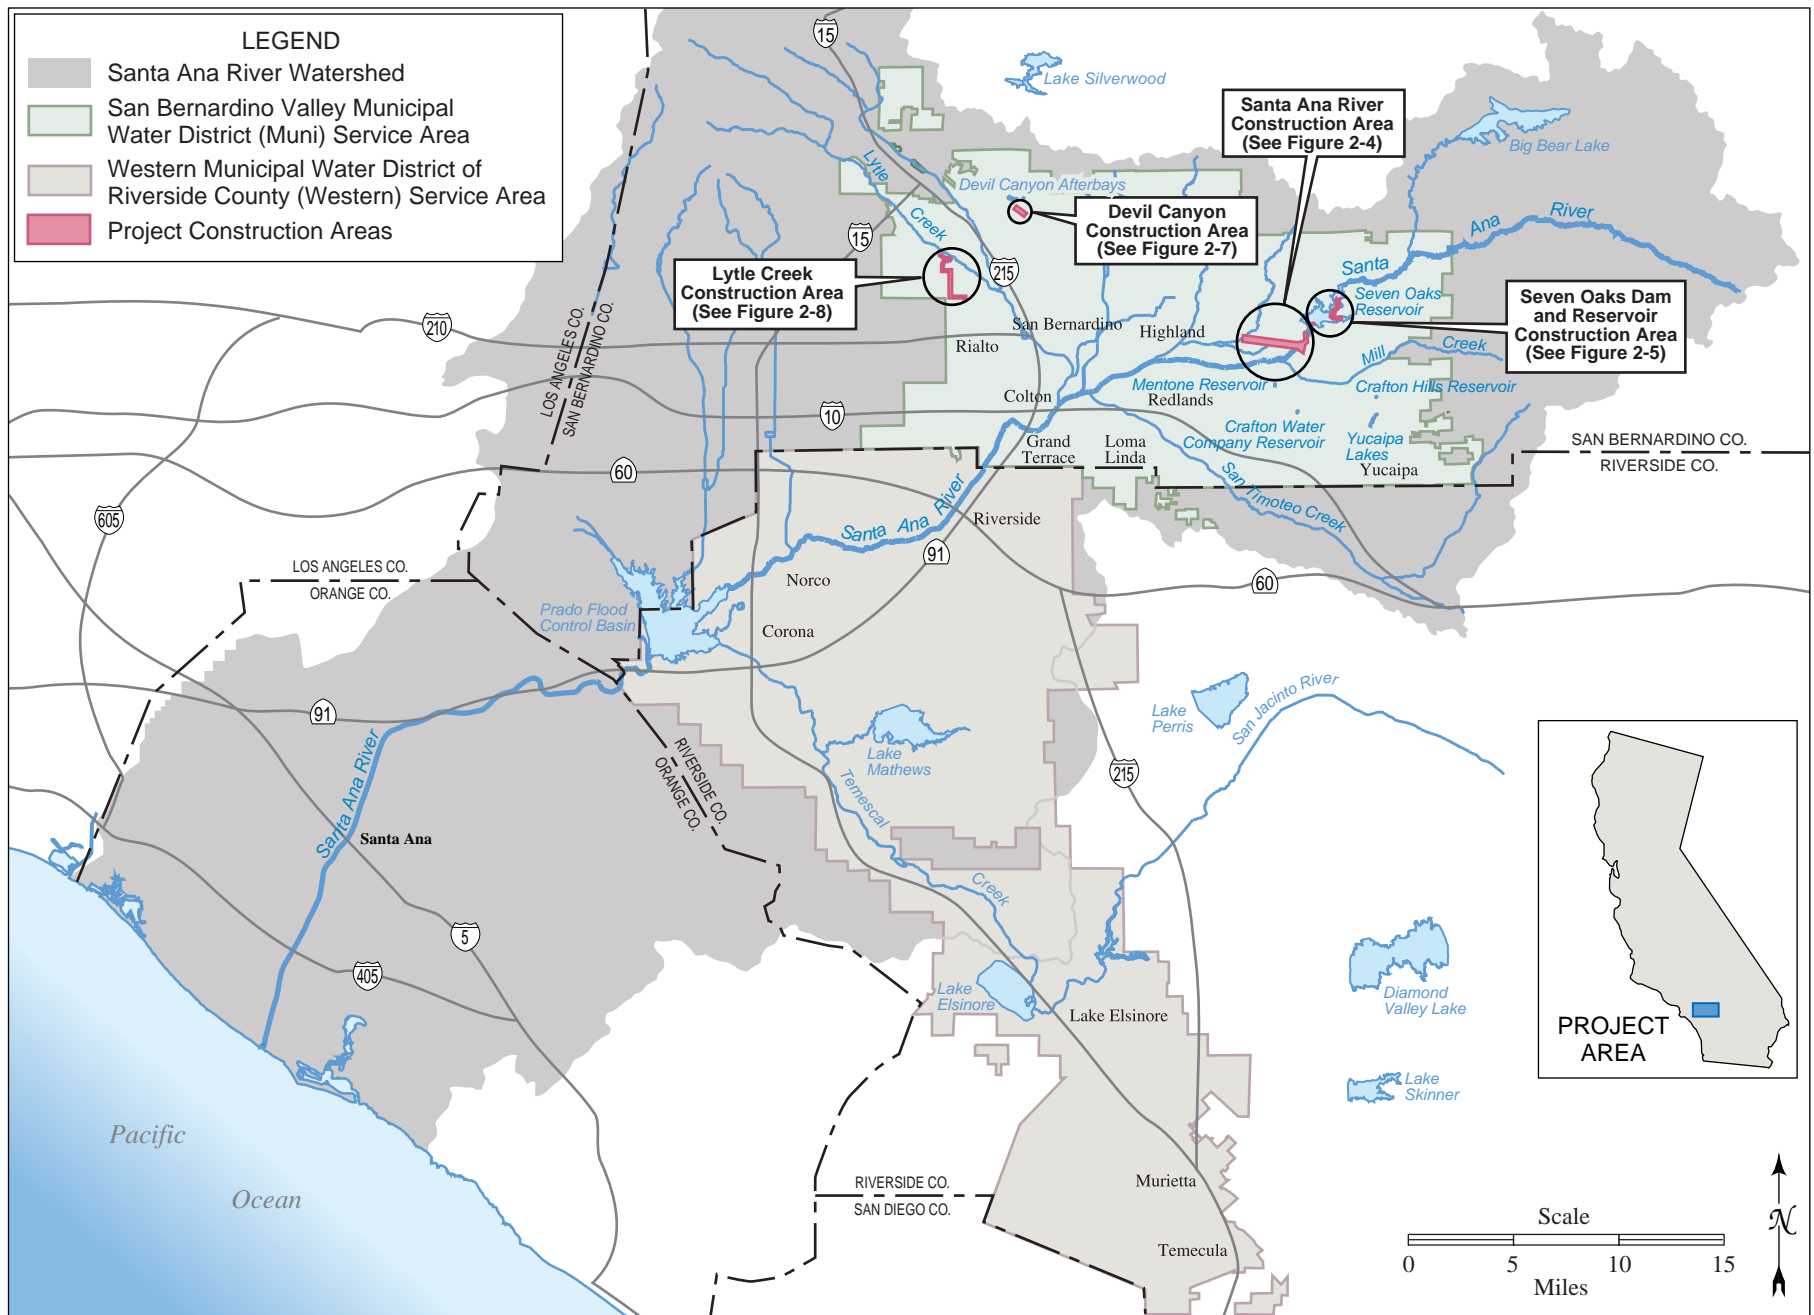 LEGEND
Santa Ana River Watershed
San Bernardino Valley Municipal
Water District (Muni) Service Area
Western Municipal Water District of
Riverside County (Western) Service Area
Project Construction Areas
15
Lake Silverwood
Santa Ana River
Construction Area
(See Figure 2-4)
Big Bear Lake
Lytle
Creek
Devil Canyon Afterbays
Devil Canyon
Construction Area
(See Figure 2-7)
15
215
Santa
Ana
River
Lytle Creek
Construction Area
(See Figure 2-8)
Seven Oaks
Reservoir
Seven Oaks Dam
and Reservoir
Construction Area
(See Figure 2-5)
210
LOS ANGELES CO.
SAN BERNARDINO CO.
San Bernardino
Highland
Rialto
Mill
Creek
Mentone Reservoir
Redlands
Crafton Hills Reservoir
Colton
10
Crafton Water
Company Reservoir
Yucaipa
Lakes
Yucaipa
Grand
Terrace
Loma
Linda
SAN BERNARDINO CO.
RIVERSIDE CO.
60
San Timoteo Creek
605
Santa Ana River
Riverside
91
LOS ANGELES CO.
ORANGE CO.
Norco
60
Prado Flood
Control Basin
Corona
91
Santa Ana River
Santa Ana
RIVERSIDE CO.
ORANGE CO.
Lake
Mathews
Lake
Perris
San Jacinto River
215
Temescal
Creek
5
405
Lake
Elsinore
Lake Elsinore
Diamond
Valley Lake
Lake
Skinner
PROJECT
AREA
Pacific
Ocean
RIVERSIDE CO.
SAN DIEGO CO.
Murietta
Temecula
Scale
0 5 10 15
Miles
N